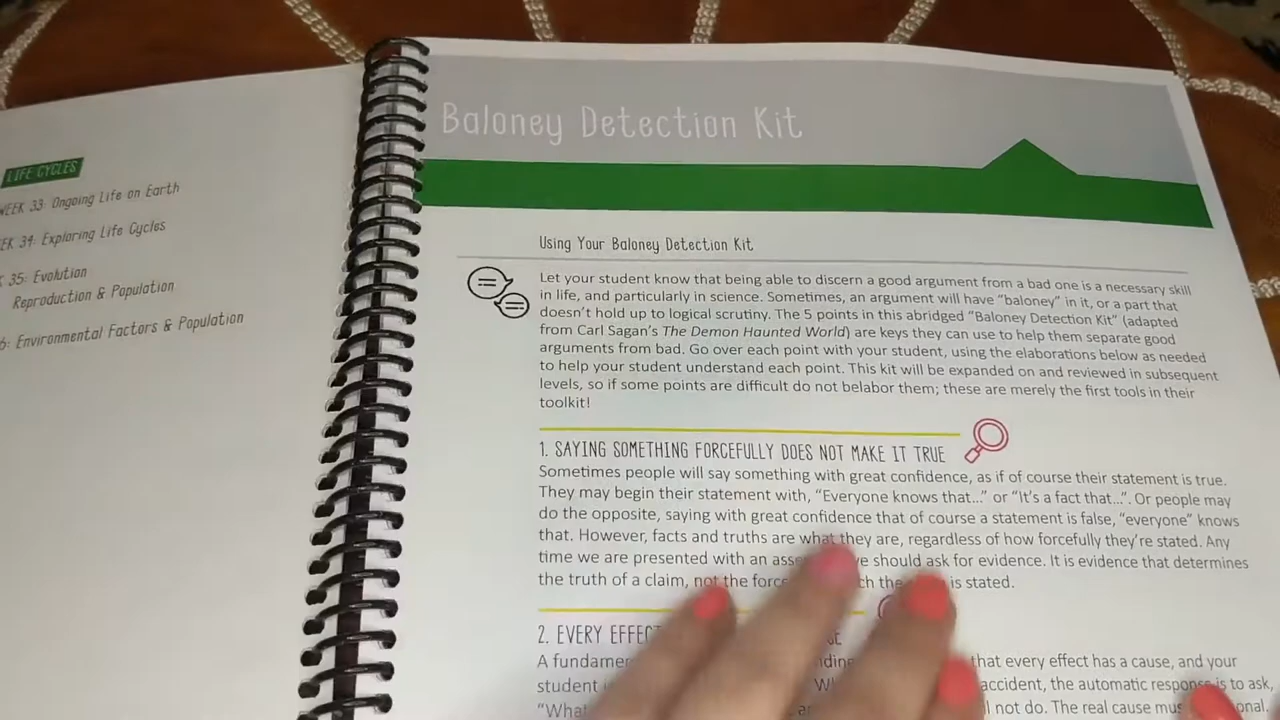 LIFE CYCLES
WEEK 33: Ongoing Life on Earth
EK 34: Exploring Life Cycles
K 35: Evolution
Reproduction & Population
6: Environmental Factors & Population
Baloney Detection Kit
Using Your Baloney Detection Kit
Let your student know that being able to discern a good argument from a bad one is a necessary skill
in life, and particularly in science. Sometimes, an argument will have “baloney” in it, or a part that
doesn’t hold up to logical scrutiny. The 5 points in this abridged “Baloney Detection Kit” (adapted
from Carl Sagan’s The Demon Haunted World) are keys they can use to help them separate good
arguments from bad. Go over each point with your student, using the elaborations below as needed
to help your student understand each point. This kit will be expanded on and reviewed in subsequent
levels, so if some points are difficult do not belabor them; these are merely the first tools in their
toolkit!
1. SAYING SOMETHING FORCEFULLY DOES NOT MAKE IT TRUE
Sometimes people will say something with great confidence, as if of course their statement is true.
They may begin their statement with, “Everyone knows that...” or “It’s a fact that...”. Or people may
do the opposite, saying with great confidence that of course a statement is false, “everyone” knows
that. However, facts and truths are what they are, regardless of how forcefully they’re stated. Any
time we are presented with an we should ask for evidence. It is evidence that determines
the truth of a claim, not the force is stated.
2. EVERY EFFECT
A that every effect has a cause, and your
student accident, the automatic response is to ask,
“What not do. The real cause